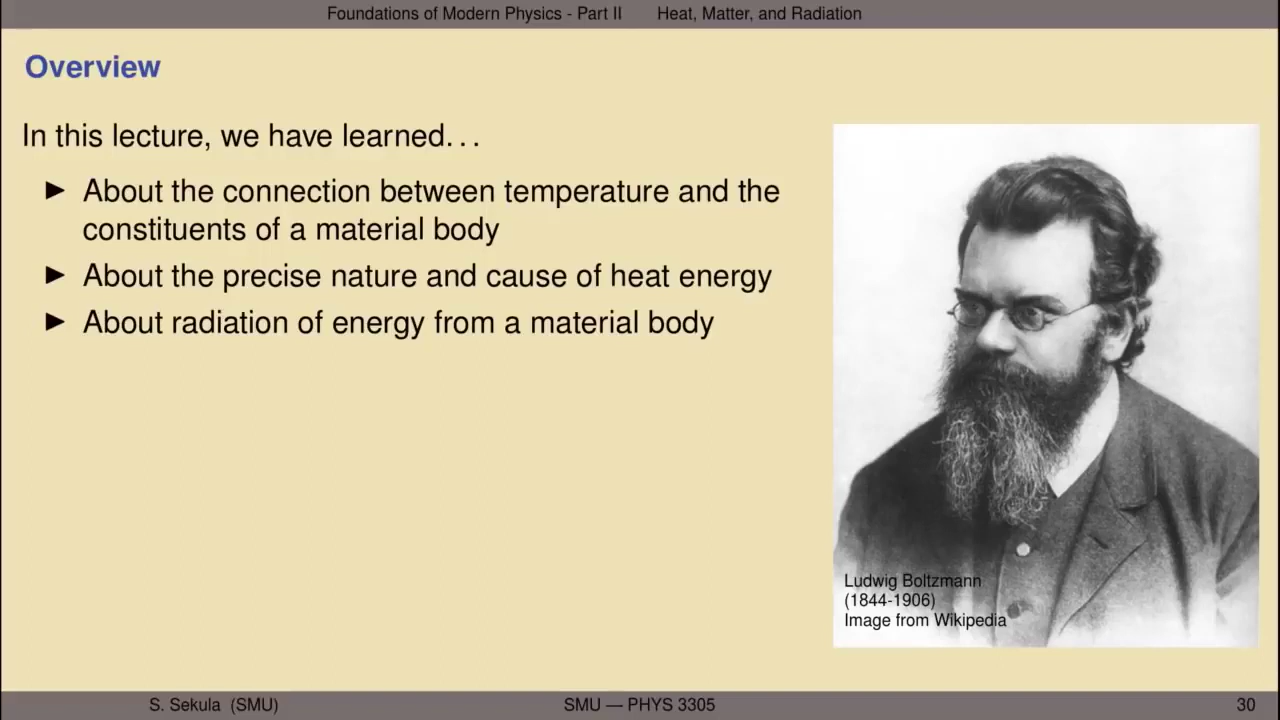 Foundations of Modern Physics - Part II Heat, Matter, and Radiation
Overview
In this lecture, we have learned. . .
► About the connection between temperature and the
constituents of a material body
► About the precise nature and cause of heat energy
► About radiation of energy from a material body
Ludwig Boltzmann
(1844-1906)
Image from Wikipedia
S. Sekula (SMU) SMU — PHYS 3305 30